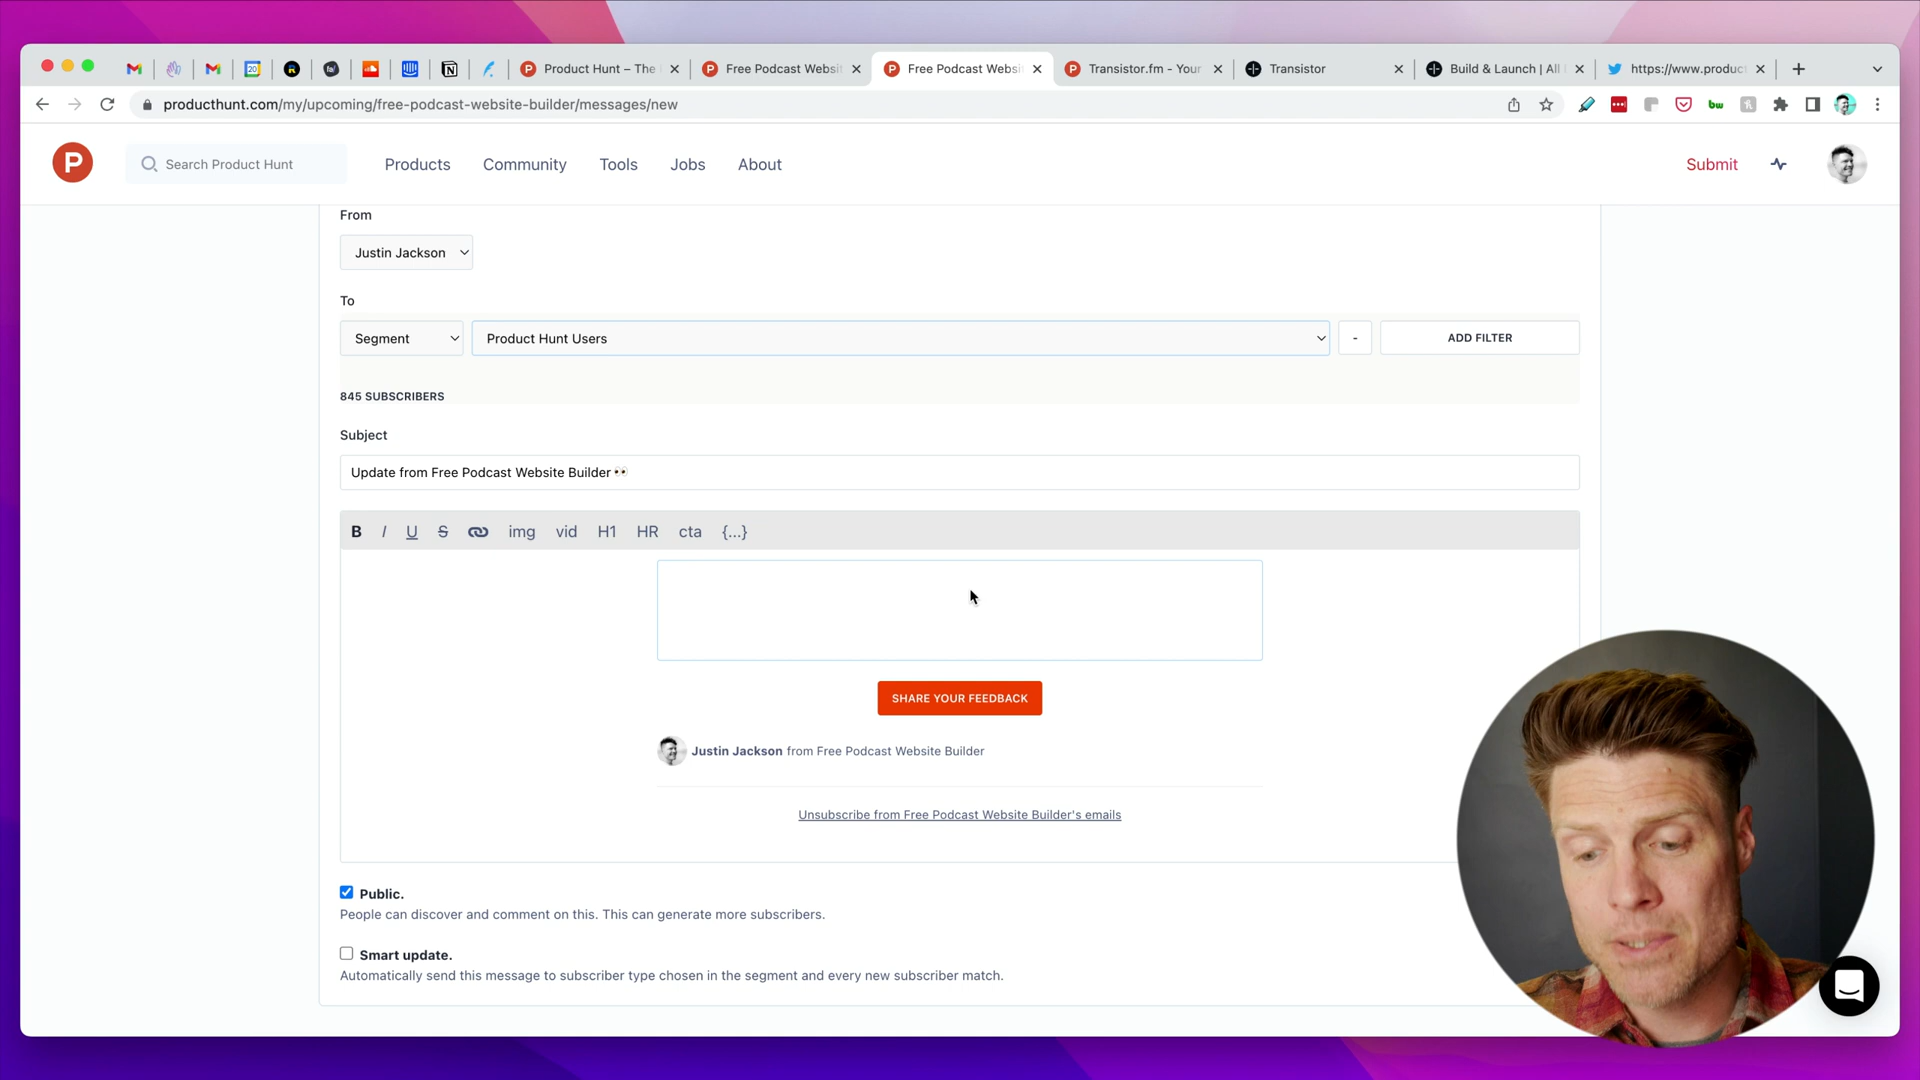 Product Hunt – The
Free Podcast Websi
Free Podcast Websi
Transistor.fm - Your
Transistor
Build & Launch | All
https://www.produc
producthunt.com/my/upcoming/free-podcast-website-builder/messages/new
P
Search Product Hunt
Products
Community
Tools
Jobs
About
Submit
From
Justin Jackson
To
Segment
Product Hunt Users
-
ADD FILTER
845 SUBSCRIBERS
Subject
Update from Free Podcast Website Builder 👀
B I U S img vid H1 HR cta {...}
SHARE YOUR FEEDBACK
Justin Jackson from Free Podcast Website Builder
Unsubscribe from Free Podcast Website Builder's emails
Public.
People can discover and comment on this. This can generate more subscribers.
Smart update.
Automatically send this message to subscriber type chosen in the segment and every new subscriber match.